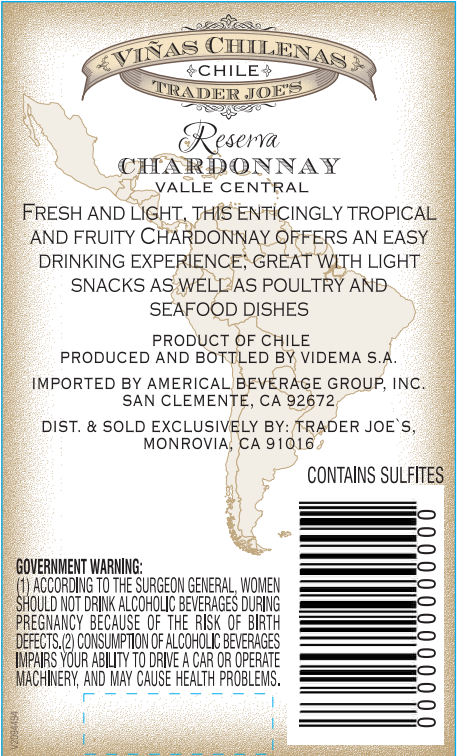 VIÑAS CHILENAS
CHILE
TRADER JOE'S
Reserva
CHARDONNAY
VALLE CENTRAL
FRESH AND LIGHT, THIS ENTICINGLY TROPICAL
AND FRUITY CHARDONNAY OFFERS AN EASY
DRINKING EXPERIENCE; GREAT WITH LIGHT
SNACKS AS WELL AS POULTRY AND
SEAFOOD DISHES
PRODUCT OF CHILE
PRODUCED AND BOTTLED BY VIDEMA S.A.
IMPORTED BY AMERICAL BEVERAGE GROUP, INC.
SAN CLEMENTE, CA 92672
DIST. & SOLD EXCLUSIVELY BY: TRADER JOE`S,
MONROVIA, CA 91016
CONTAINS SULFITES
GOVERNMENT WARNING:
(1) ACCORDING TO THE SURGEON GENERAL, WOMEN
SHOULD NOT DRINK ALCOHOLIC BEVERAGES DURING
PREGNANCY BECAUSE OF THE RISK OF BIRTH
DEFECTS.(2) CONSUMPTION OF ALCOHOLIC BEVERAGES
IMPAIRS YOUR ABILITY TO DRIVE A CAR OR OPERATE
MACHINERY, AND MAY CAUSE HEALTH PROBLEMS.